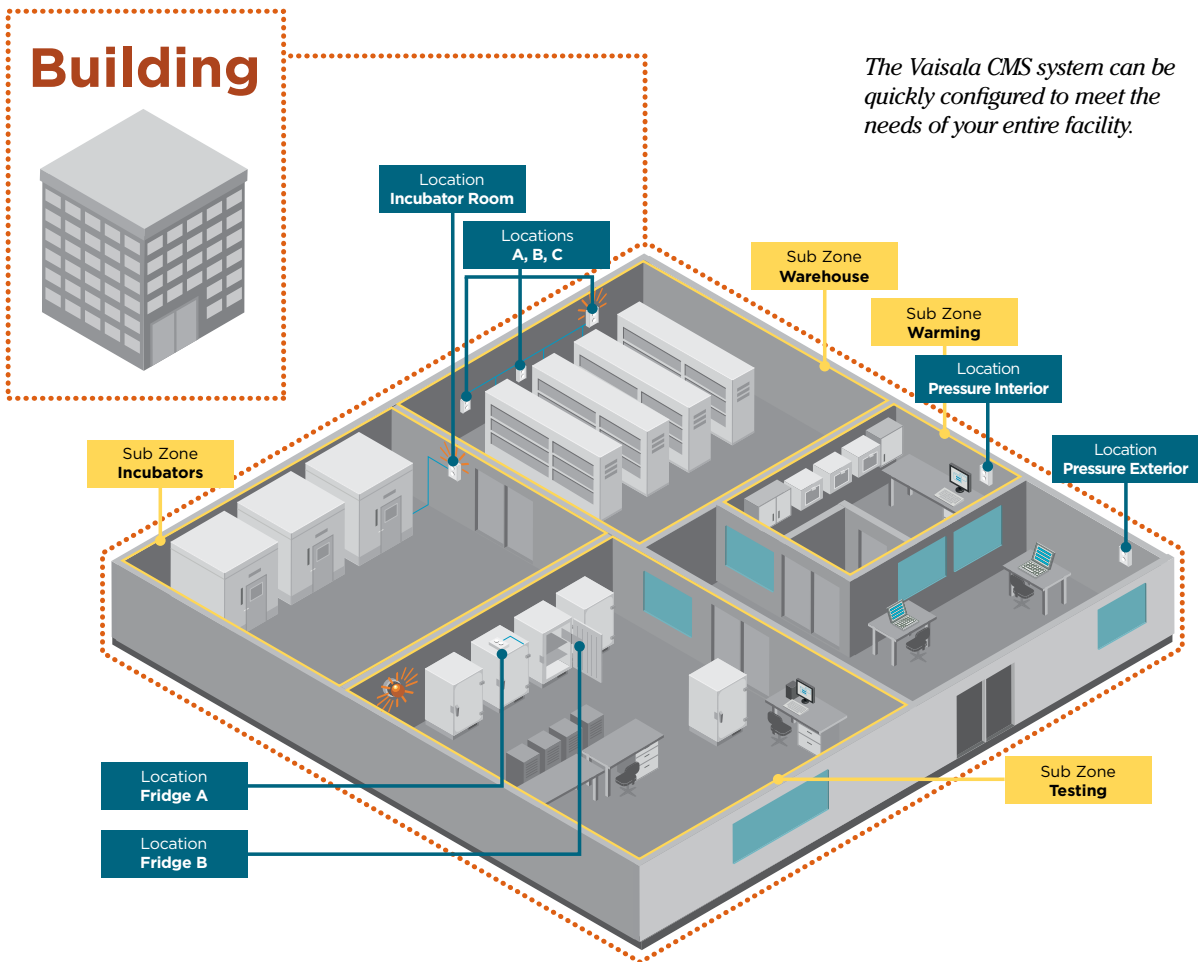 Building
The Vaisala CMS system can be
quickly configured to meet the
needs of your entire facility.
Location
Incubator Room
Locations
A, B, C
Sub Zone
Warehouse
Sub Zone
Warming
Location
Pressure Interior
Location
Pressure Exterior
Sub Zone
Incubators
Location
Fridge A
Sub Zone
Testing
Location
Fridge B